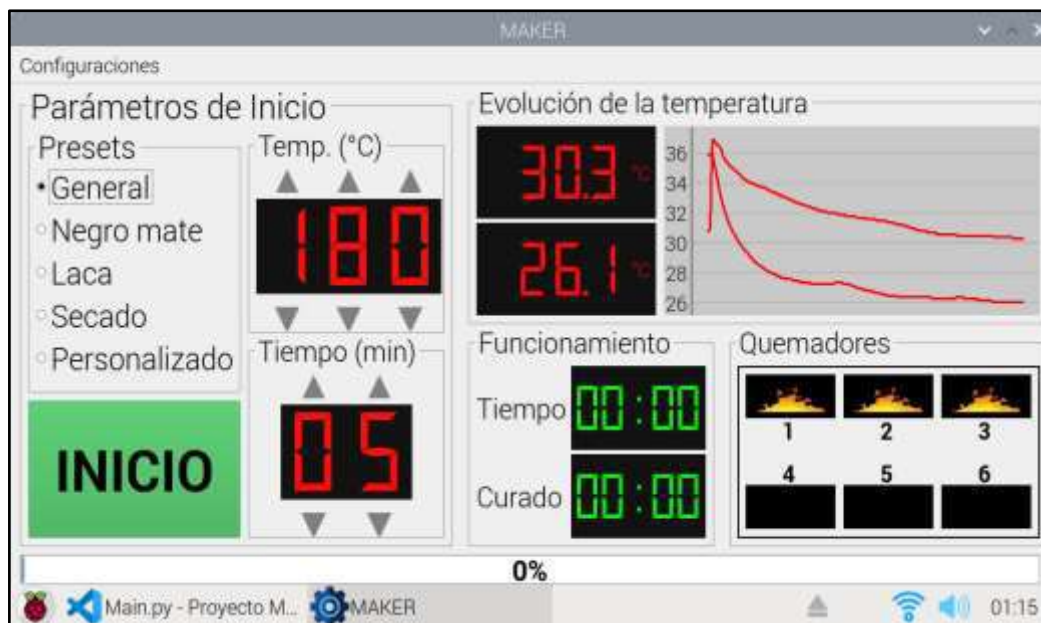 MAKER
Configuraciones
Parámetros de Inicio
Presets
General
Negro mate
Laca
Secado
Personalizado
Temp. (°C)
180
Tiempo (min)
05
INICIO
Evolución de la temperatura
30.3 °C
26.1 °C
36
34
32
30
28
26
Funcionamiento
Tiempo 00:00
Curado 00:00
Quemadores
1 2 3
4 5 6
0%
Main.py - Proyecto M... MAKER 01:15